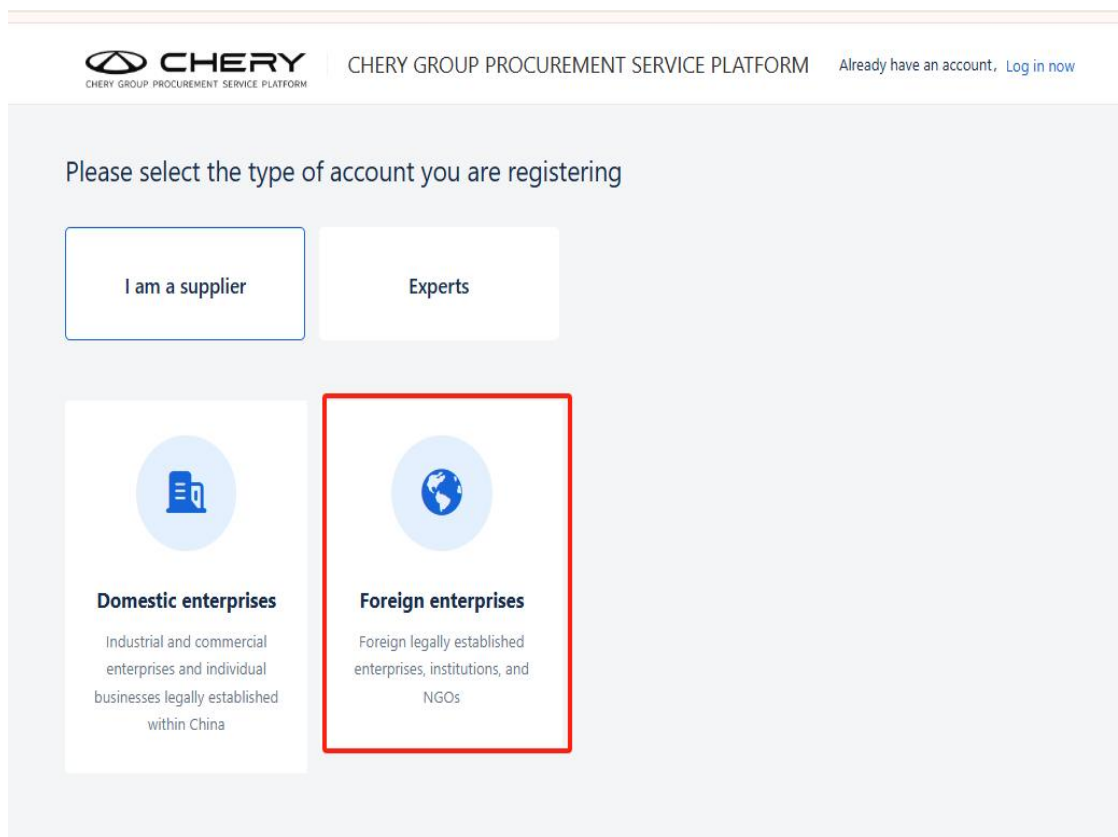 CHERY
CHERY GROUP PROCUREMENT SERVICE PLATFORM
CHERY GROUP PROCUREMENT SERVICE PLATFORM
Already have an account, Log in now
Please select the type of account you are registering
I am a supplier
Experts
Domestic enterprises
Industrial and commercial
enterprises and individual
businesses legally established
within China
Foreign enterprises
Foreign legally established
enterprises, institutions, and
NGOs